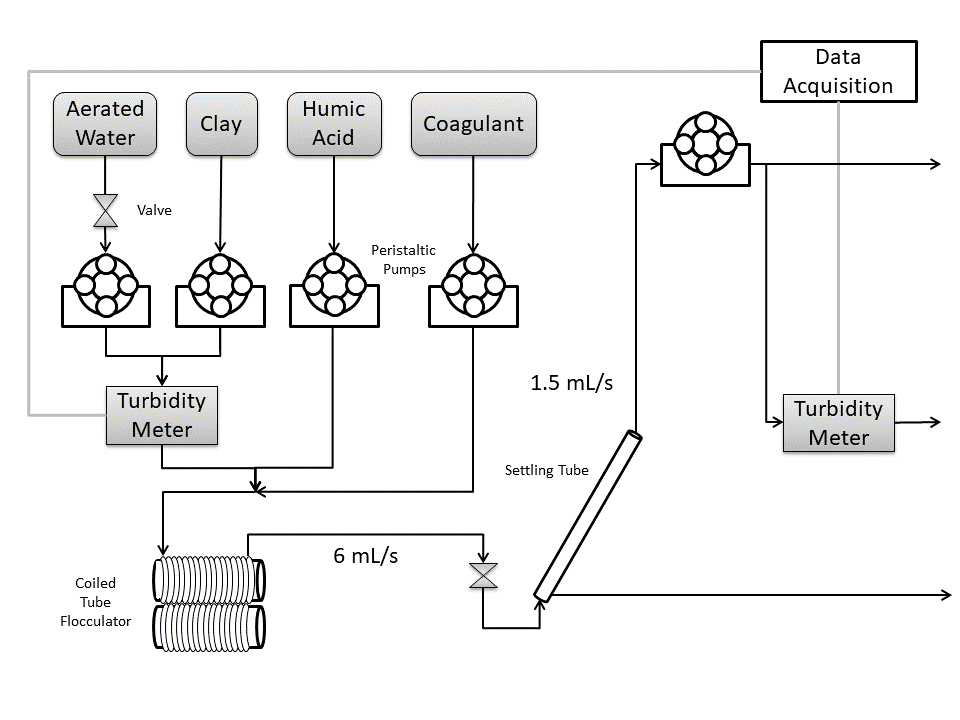 Data
Acquisition
Aerated
Water
Clay
Humic
Acid
Coagulant
Valve
Peristaltic
Pumps
1.5 mL/s
Turbidity
Meter
Turbidity
Meter
Settling Tube
6 mL/s
Coiled
Tube
Flocculator